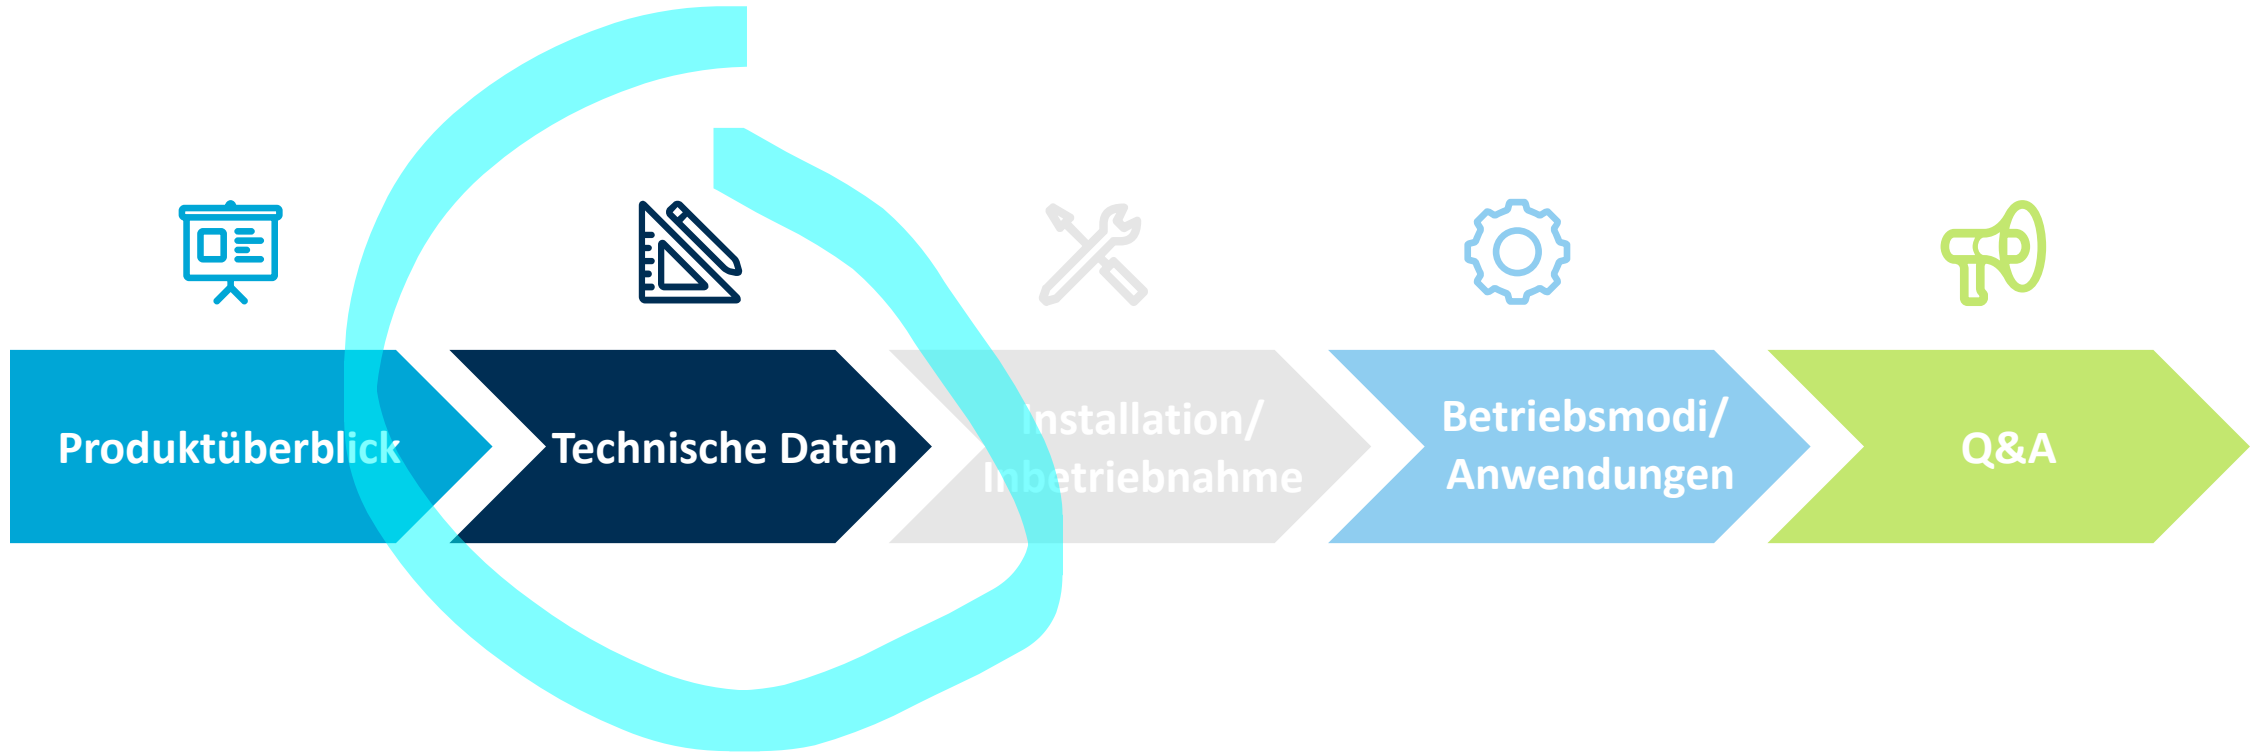 Produktüberblick
Technische Daten
Installation/
Inbetriebnahme
Betriebsmodi/
Anwendungen
Q&A